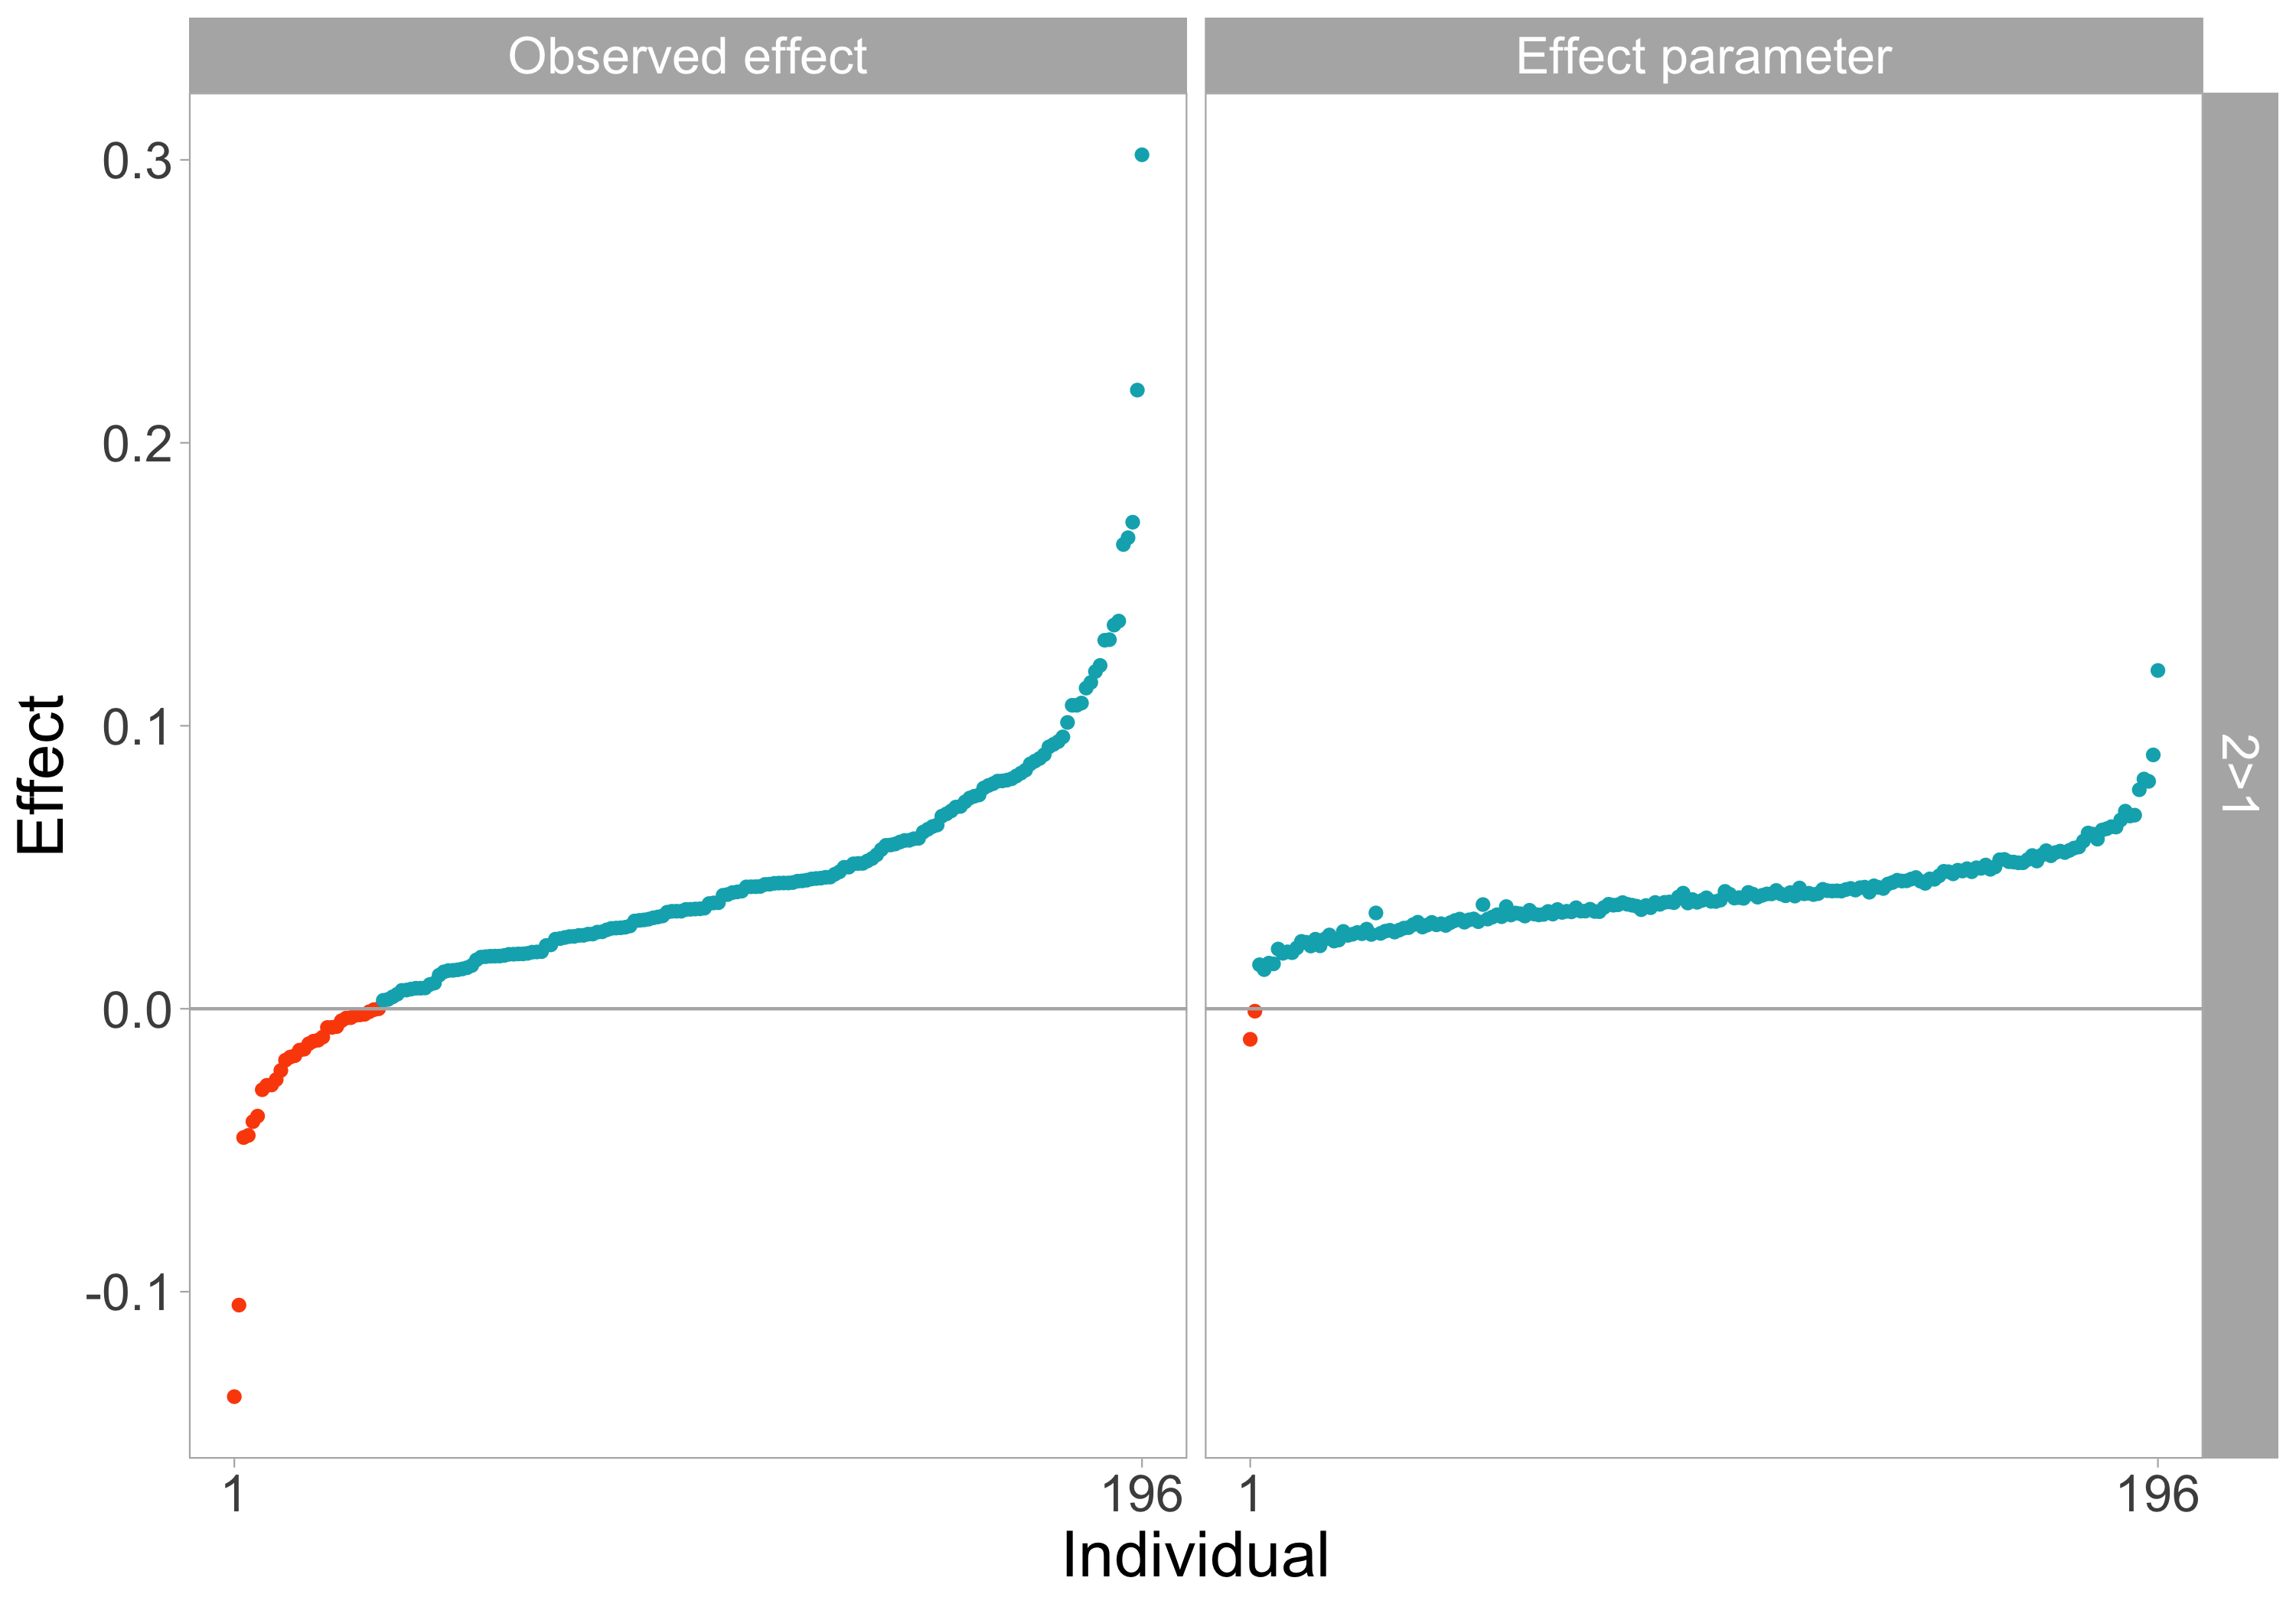 Observed effect
Effect parameter
0.3
0.2
0.1
0.0
-0.1
Effect
2>1
1
196
1
196
Individual